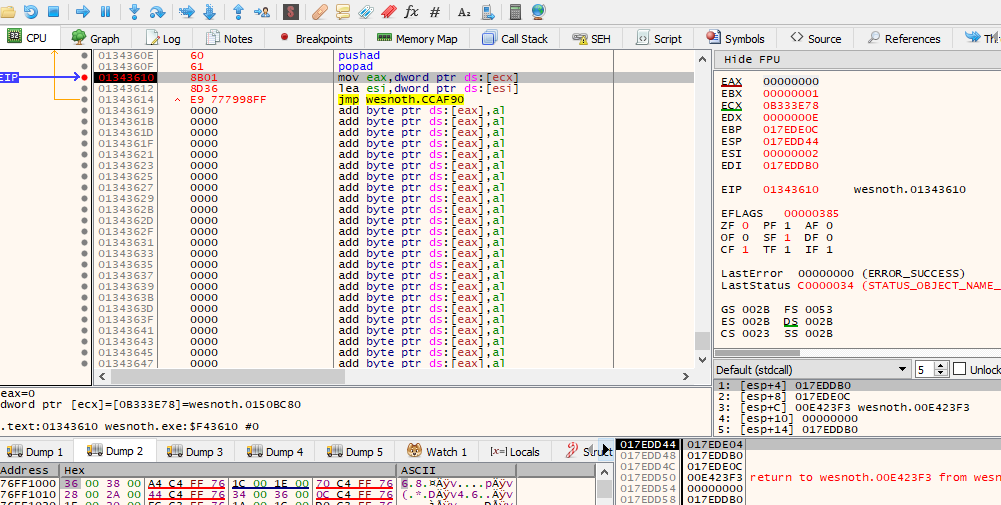 CPU Graph Log Notes Breakpoints Memory Map Call Stack SEH Script Symbols Source References
0134360E 60 pushad
0134360F 61 popad
EIP 01343610 8B01 mov eax,dword ptr ds:[ecx]
01343612 8D36 lea esi,dword ptr ds:[esi]
01343614 E9 777998FF jmp wesnoth.CCAF90
01343619 0000 add byte ptr ds:[eax],al
0134361B 0000 add byte ptr ds:[eax],al
0134361D 0000 add byte ptr ds:[eax],al
0134361F 0000 add byte ptr ds:[eax],al
01343621 0000 add byte ptr ds:[eax],al
01343623 0000 add byte ptr ds:[eax],al
01343625 0000 add byte ptr ds:[eax],al
01343627 0000 add byte ptr ds:[eax],al
01343629 0000 add byte ptr ds:[eax],al
0134362B 0000 add byte ptr ds:[eax],al
0134362D 0000 add byte ptr ds:[eax],al
0134362F 0000 add byte ptr ds:[eax],al
01343631 0000 add byte ptr ds:[eax],al
01343633 0000 add byte ptr ds:[eax],al
01343635 0000 add byte ptr ds:[eax],al
01343637 0000 add byte ptr ds:[eax],al
01343639 0000 add byte ptr ds:[eax],al
0134363B 0000 add byte ptr ds:[eax],al
0134363D 0000 add byte ptr ds:[eax],al
0134363F 0000 add byte ptr ds:[eax],al
01343641 0000 add byte ptr ds:[eax],al
01343643 0000 add byte ptr ds:[eax],al
01343645 0000 add byte ptr ds:[eax],al
01343647 0000 add byte ptr ds:[eax],al
Hide FPU
EAX 00000000
EBX 00000001
ECX 0B333E78
EDX 0000000E
EBP 017EDE0C
ESP 017EDD44
ESI 00000002
EDI 017EDDB0
EIP 01343610 wesnoth.01343610
EFLAGS 00000385
ZF 0 PF 1 AF 0
OF 0 SF 1 DF 0
CF 1 TF 1 IF 1
LastError 00000000 (ERROR_SUCCESS)
LastStatus C0000034 (STATUS_OBJECT_NAME_
GS 002B FS 0053
ES 002B DS 002B
CS 0023 SS 002B
Default (stdcall) 5 Unlock
1: [esp+4] 017EDDB0
2: [esp+8] 017EDE0C
3: [esp+C] 00E423F3 wesnoth.00E423F3
4: [esp+10] 00000000
5: [esp+14] 017EDDB0
eax=0
dword ptr [ecx]=[0B333E78]=wesnoth.0150BC80
.text:01343610 wesnoth.exe:$F43610 #0
Dump 1 Dump 2 Dump 3 Dump 4 Dump 5 Watch 1 [x=] Locals Struct
Address Hex ASCII
76FF1000 36 00 38 00 A4 C4 FF 76 1C 00 1E 00 70 C4 FF 76 6.8.¤Äÿv....pÄÿv
76FF1010 28 00 2A 00 44 C4 FF 76 34 00 36 00 0C C4 FF 76 (.*.DÄÿv4.6..Äÿv
017EDD44 017EDE04
017EDD48 017EDDB0
017EDD4C 017EDE0C
017EDD50 00E423F3 return to wesnoth.00E423F3 from wesn
017EDD54 00000000
017EDD58 017EDDB0